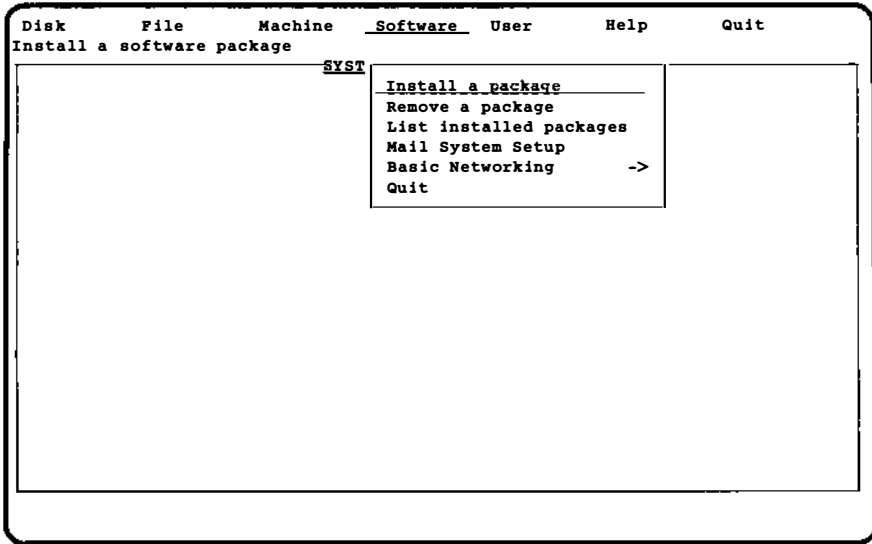 Disk File Machine Software User Help Quit
Install a software package
SYST
Install a package
Remove a package
List installed packages
Mail System Setup
Basic Networking ->
Quit